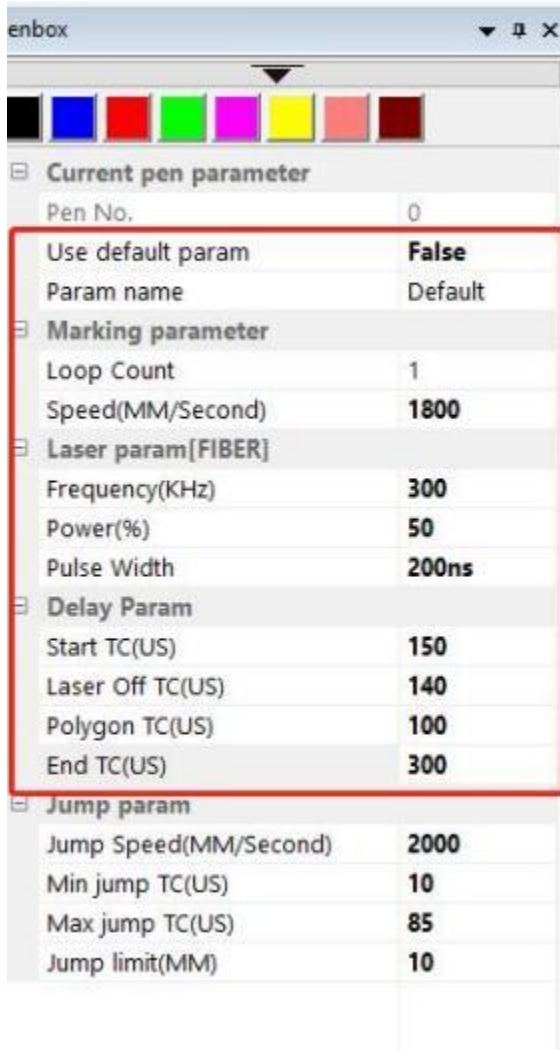 enbox
Current pen parameter
Pen No. 0
Use default param False
Param name Default
Marking parameter
Loop Count 1
Speed(MM/Second) 1800
Laser param[FIBER]
Frequency(KHz) 300
Power(%) 50
Pulse Width 200ns
Delay Param
Start TC(US) 150
Laser Off TC(US) 140
Polygon TC(US) 100
End TC(US) 300
Jump param
Jump Speed(MM/Second) 2000
Min jump TC(US) 10
Max jump TC(US) 85
Jump limit(MM) 10